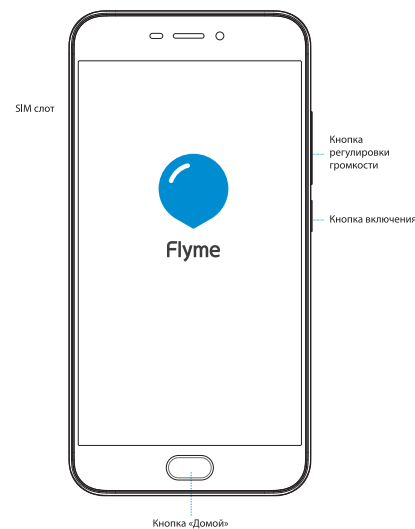 SIM слот
Кнопка
регулировки
громкости
Кнопка включения
Flyme
Кнопка «Домой»